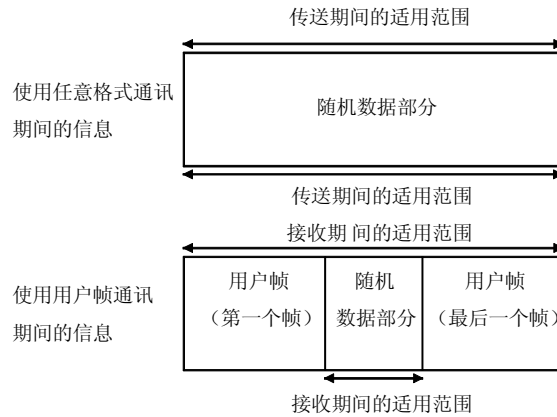 传送期间的适用范围
使用任意格式通讯
期间的信息
随机数据部分
传送期间的适用范围
接收期 间的适用范围
使用用户帧通讯
期间的信息
用户帧
（第一个帧）
随机
数据部分
用户帧
（最后一个帧）
接收期间的适用范围